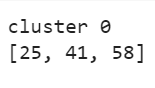 cluster 0
[25, 41, 58]